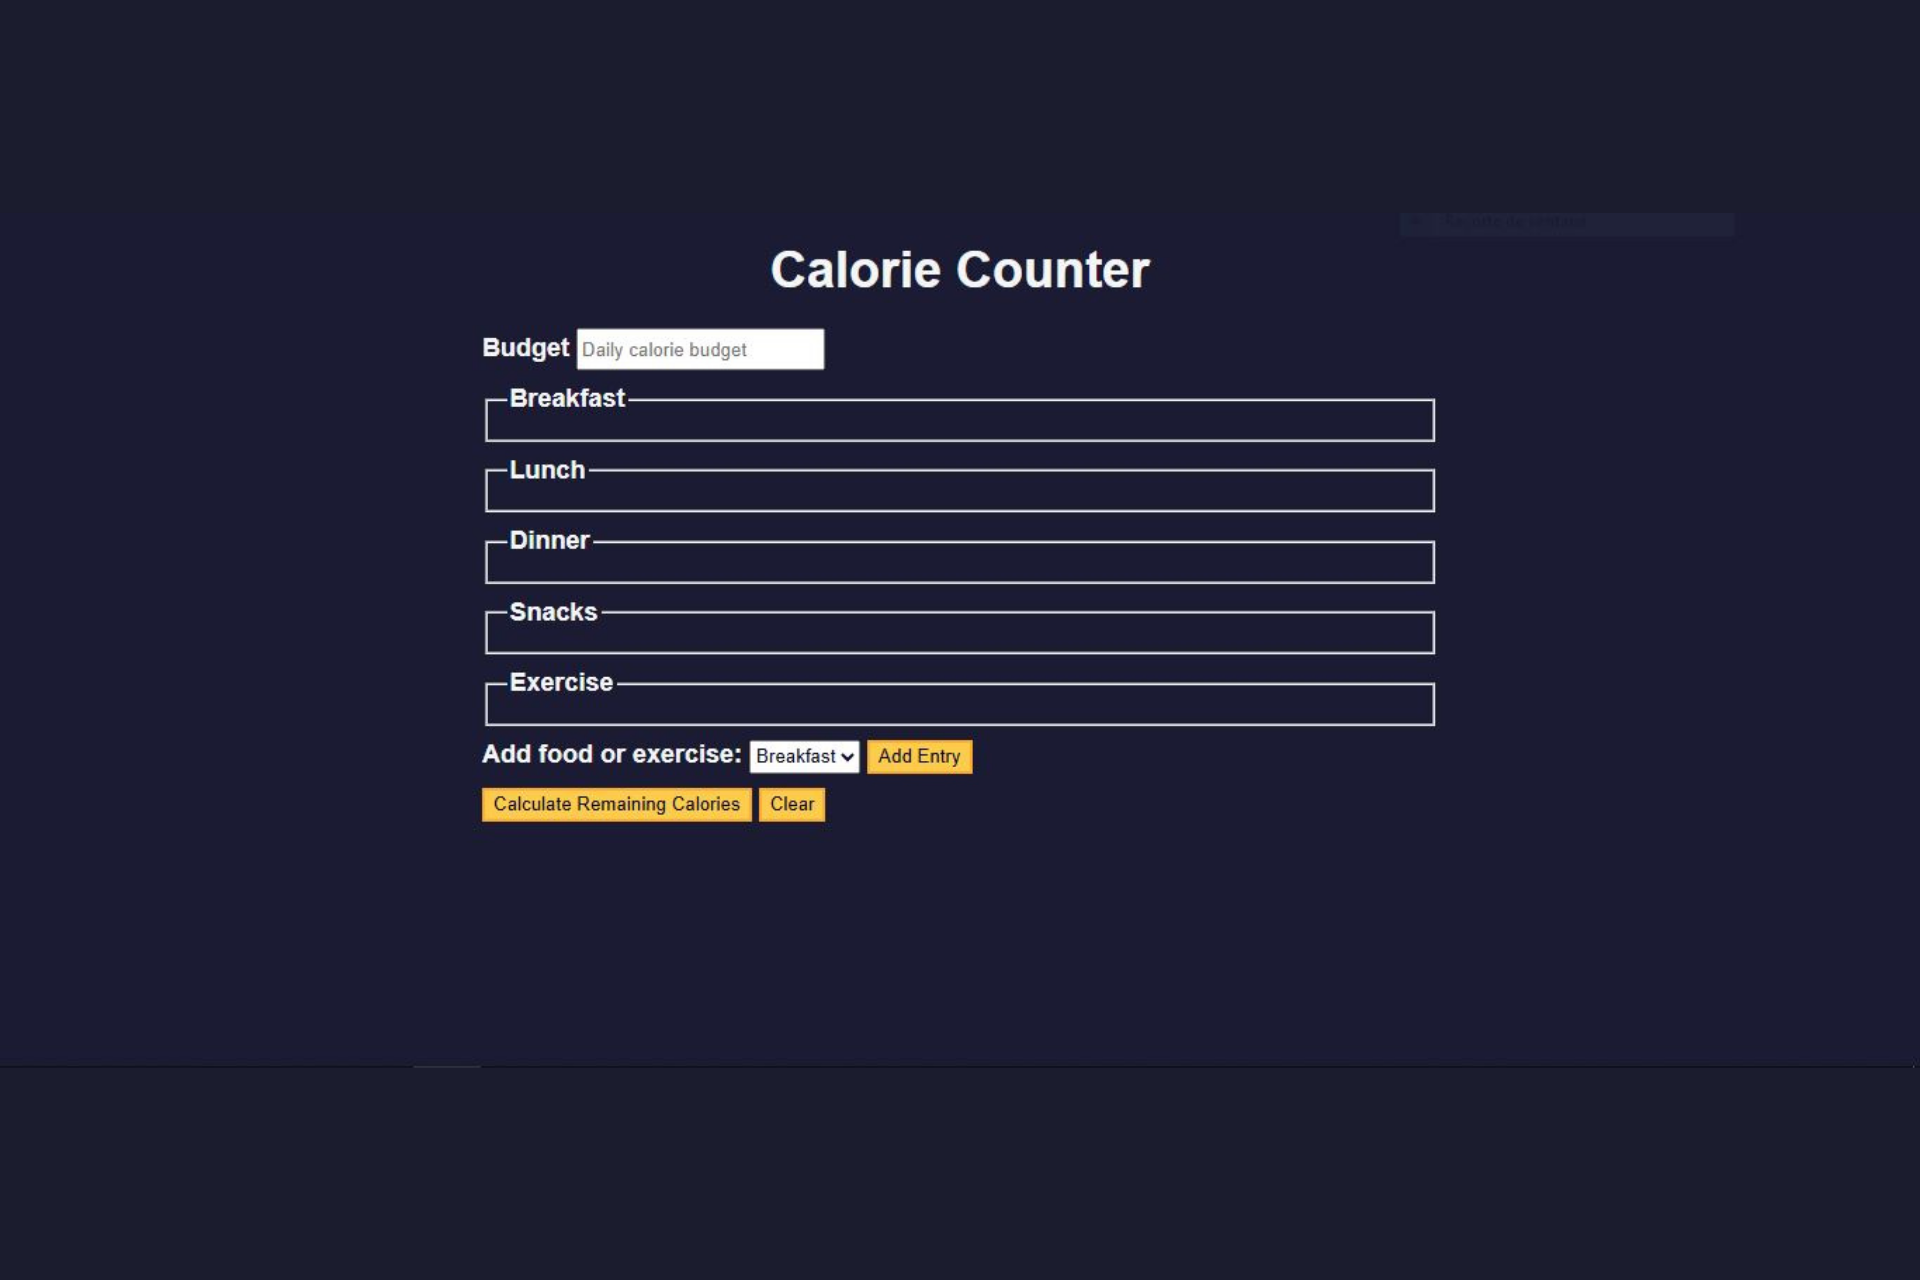 Calorie Counter
Budget Daily calorie budget
Breakfast
Lunch
Dinner
Snacks
Exercise
Add food or exercise: Breakfast Add Entry
Calculate Remaining Calories Clear